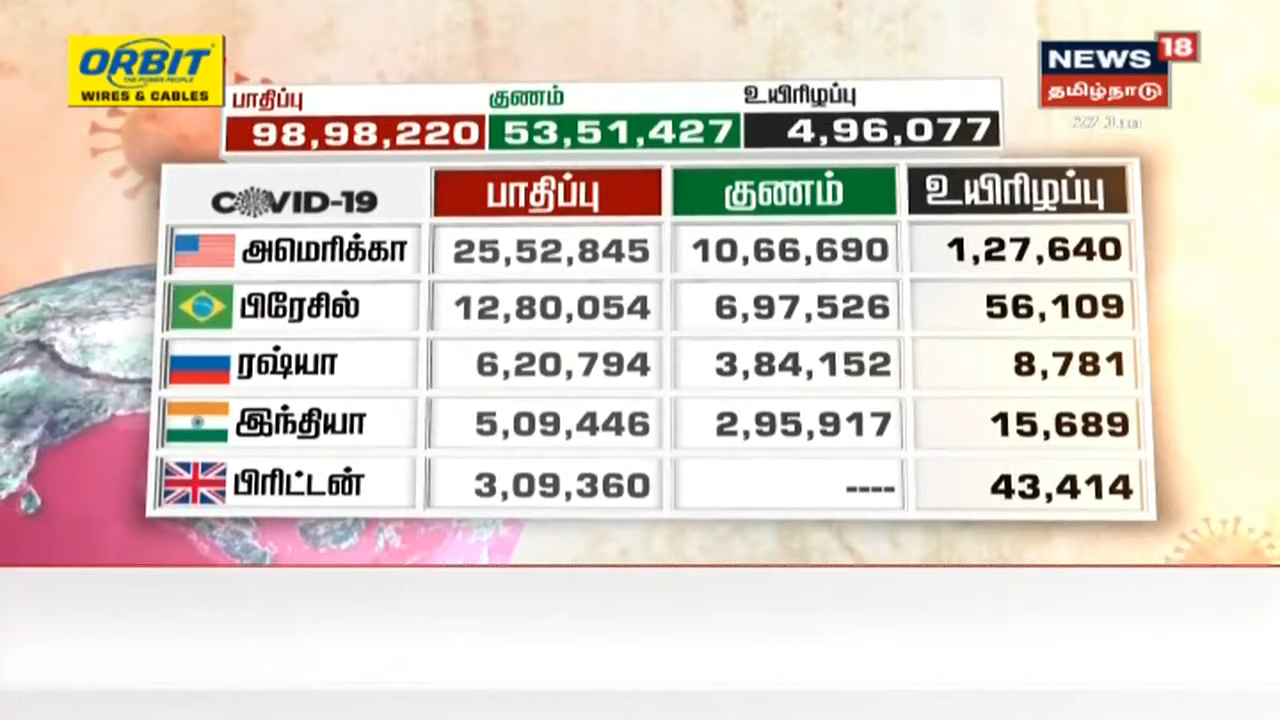 ORBIT
THE POWER PEOPLE
WIRES & CABLES
NEWS 18
தமிழ்நாடு
பாதிப்பு குணம் உயிரிழப்பு
98,98,220 53,51,427 4,96,077
COVID-19 பாதிப்பு குணம் உயிரிழப்பு
அமெரிக்கா 25,52,845 10,66,690 1,27,640
பிரேசில் 12,80,054 6,97,526 56,109
ரஷ்யா 6,20,794 3,84,152 8,781
இந்தியா 5,09,446 2,95,917 15,689
பிரிட்டன் 3,09,360 ---- 43,414